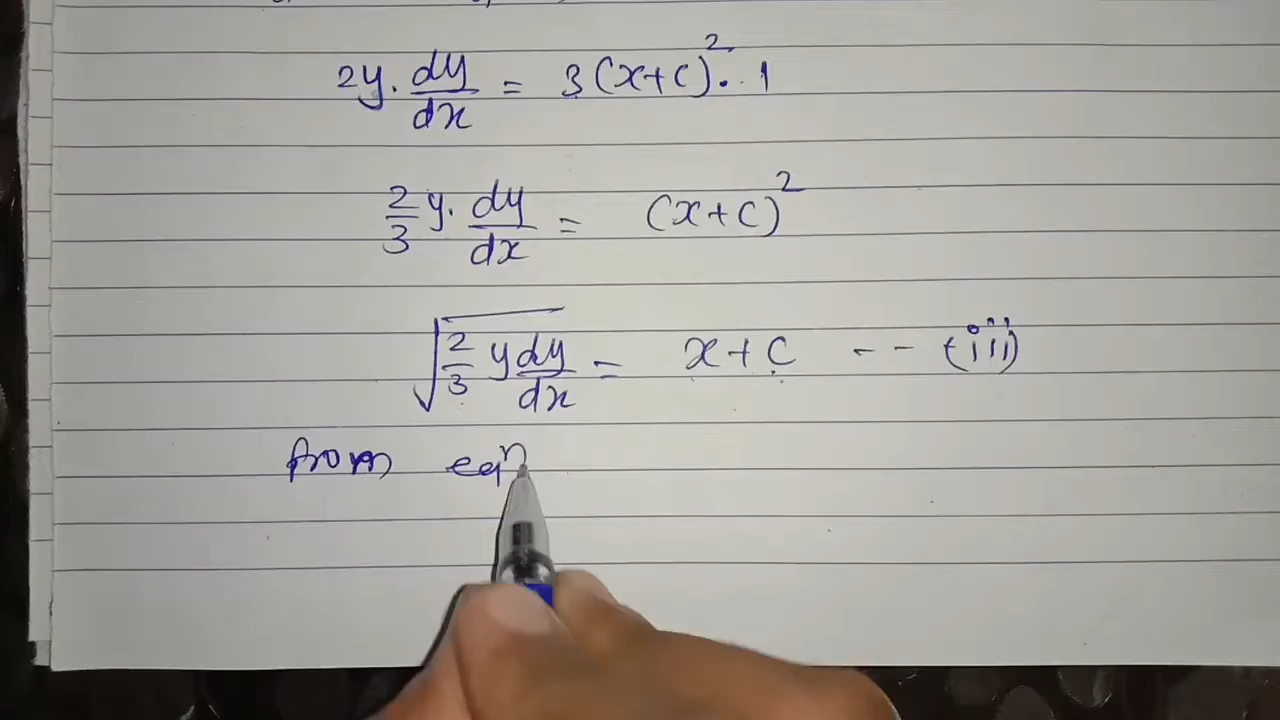 2y. dy/dx = 3(x+c)². 1
2/3 y. dy/dx = (x+c)²
√(2/3 y dy/dx) = x+c -- (iii)
from eqn